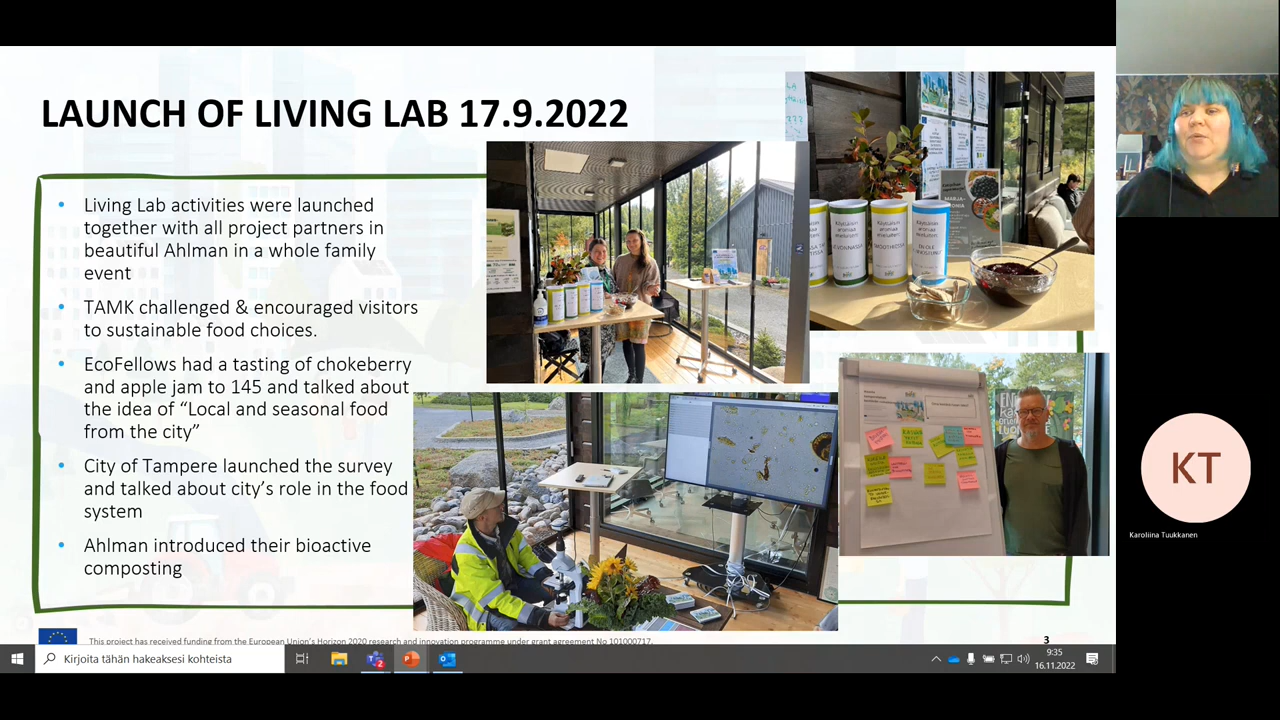 LAUNCH OF LIVING LAB 17.9.2022
• Living Lab activities were launched
together with all project partners in
beautiful Ahlman in a whole family
event
• TAMK challenged & encouraged visitors
to sustainable food choices.
• EcoFellows had a tasting of chokeberry
and apple jam to 145 and talked about
the idea of “Local and seasonal food
from the city”
• City of Tampere launched the survey
and talked about city’s role in the food
system
• Ahlman introduced their bioactive
composting
MARJA-
SMOOTHIESSA
EN OLE
This project has received funding from the European Union’s Horizon 2020 research and innovation programme under grant agreement No 101000717.
3
KT
Karoliina Tuukkanen
Kirjoita tähän hakeaksesi kohteista
2
9:35
16.11.2022